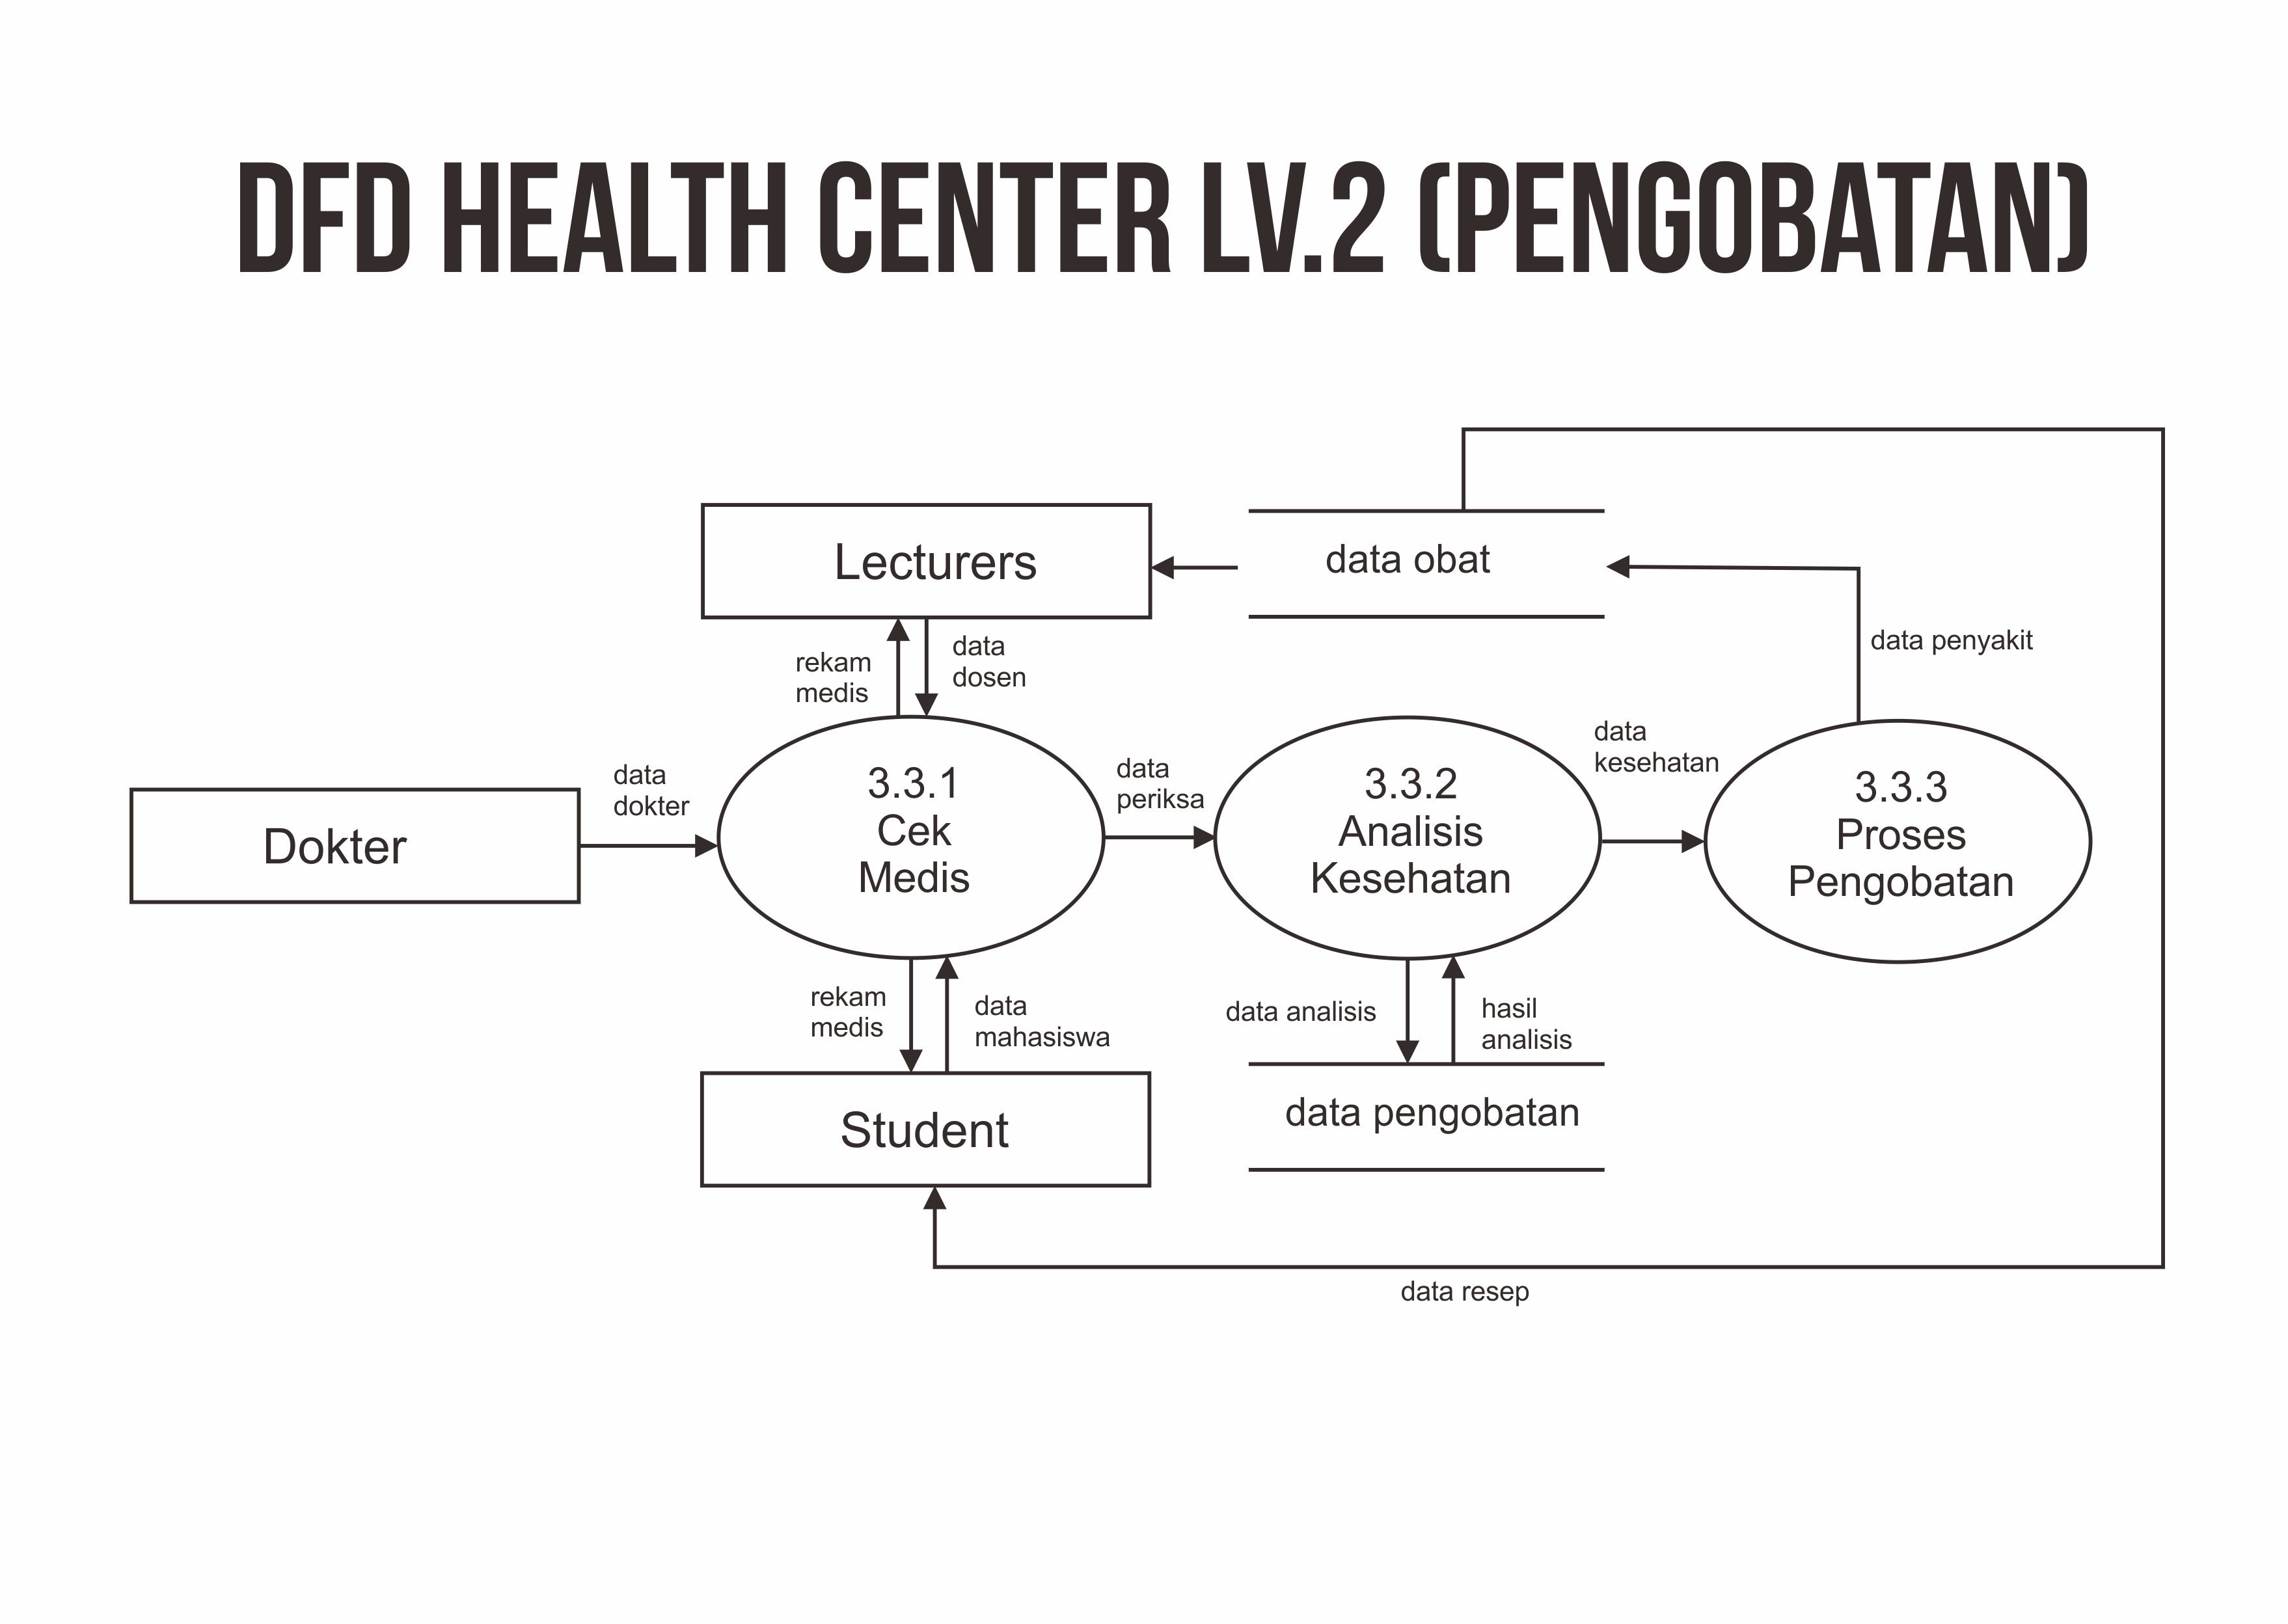 DFD HEALTH CENTER LV.2 (PENGOBATAN)
Lecturers
data obat
data penyakit
rekam
medis
data
dosen
data
dokter
Dokter
3.3.1
Cek
Medis
data
periksa
3.3.2
Analisis
Kesehatan
data
kesehatan
3.3.3
Proses
Pengobatan
rekam
medis
data
mahasiswa
data analisis
hasil
analisis
Student
data pengobatan
data resep